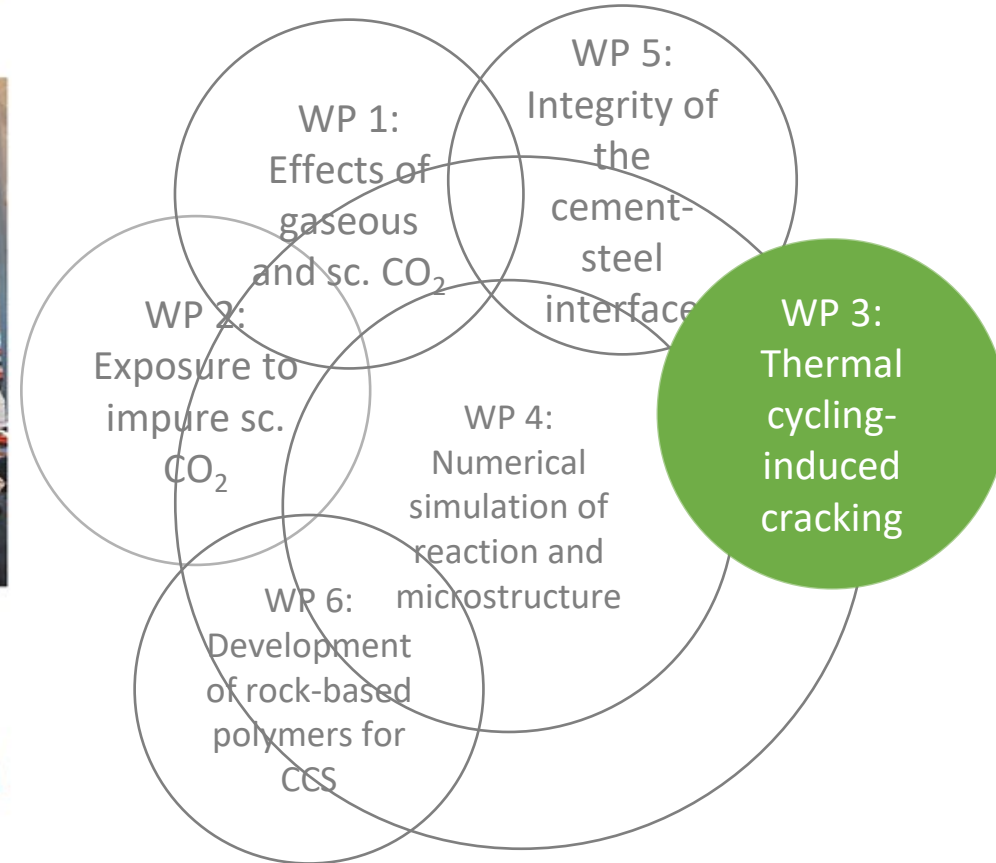 WP 1:
Effects of
gaseous
and sc. CO₂
WP 5:
Integrity of
the
cement-
steel
interface
WP 2:
Exposure to
impure sc.
CO₂
WP 3:
Thermal
cycling-
induced
cracking
WP 4:
Numerical
simulation of
reaction and
microstructure
WP 6:
Development
of rock-based
polymers for
CCS